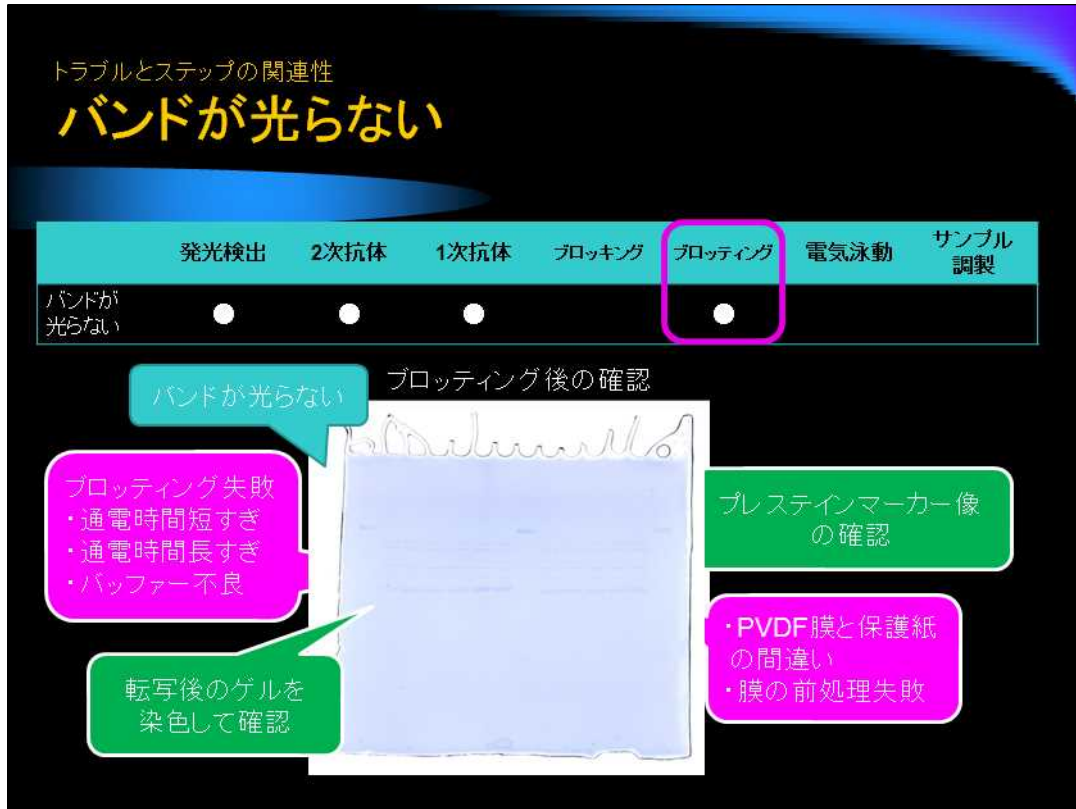 トラブルとステップの関連性
バンドが光らない
発光検出 2次抗体 1次抗体 ブロッキング ブロッティング 電気泳動 サンプル
調製
バンドが
光らない ● ● ● ●
バンドが光らない
ブロッティング後の確認
ブロッティング失敗
・通電時間短すぎ
・通電時間長すぎ
・バッファー不良
プレステインマーカー像
の確認
・PVDF膜と保護紙
の間違い
・膜の前処理失敗
転写後のゲルを
染色して確認